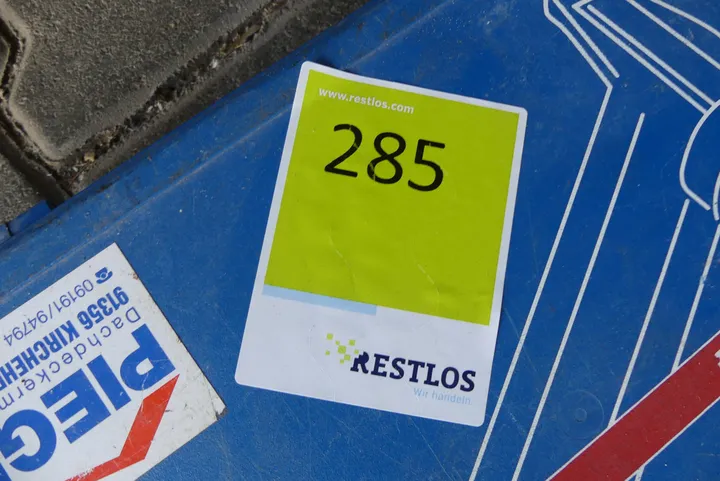 www.restlos.com
285
RESTLOS
Wir handeln.
PIEG
Dachdeckerm
91356 KIRCHEH
09191/94794